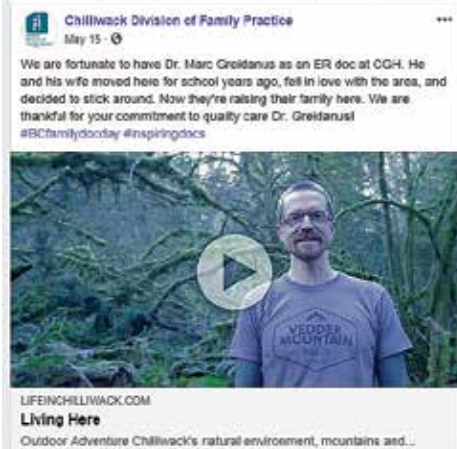 Chilliwack Division of Family Practice
May 15
We are fortunate to have Dr. Marc Greidanus as an ER doc at CGH. He
and his wife moved here for school years ago, fell in love with the area, and
decided to stick around. Now they're raising their family here. We are
thankful for your commitment to quality care Dr. Greidanus!
#BCfamilydocday #inspiringdocs
VEDDER
MOUNTAIN
LIFEINCHILLIWACK.COM
Living Here
Outdoor Adventure Chilliwack's natural environment, mountains and...